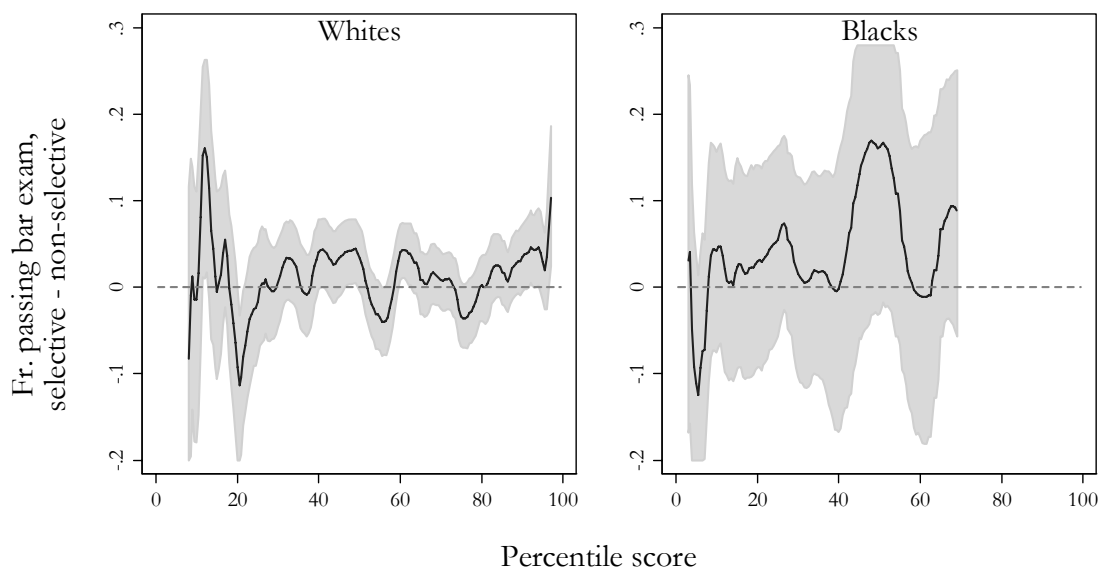 Whites
Blacks
Fr. passing bar exam,
selective - non-selective
.3
.2
.1
0
-.1
-.2
0 20 40 60 80 100
.3
.2
.1
0
-.1
-.2
0 20 40 60 80 100
Percentile score